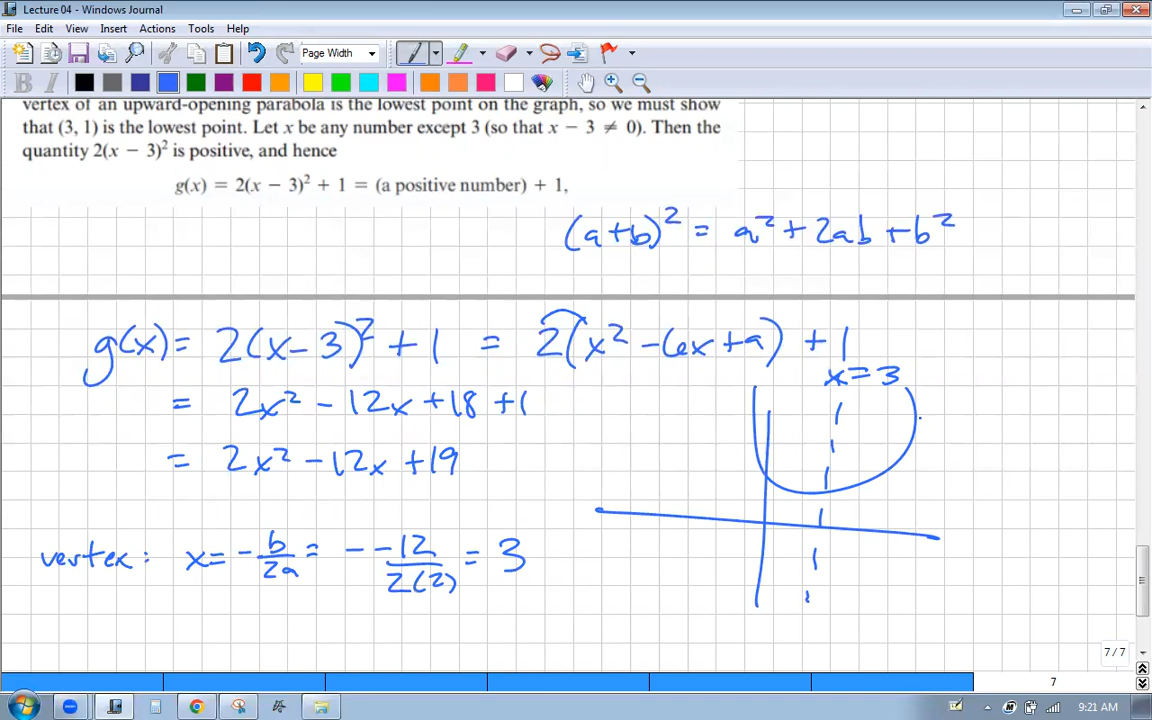 Lecture 04 - Windows Journal
File Edit View Insert Actions Tools Help
Page Width
B I
vertex of an upward-opening parabola is the lowest point on the graph, so we must show
that (3, 1) is the lowest point. Let x be any number except 3 (so that x − 3 ≠ 0). Then the
quantity 2(x − 3)² is positive, and hence
g(x) = 2(x − 3)² + 1 = (a positive number) + 1,
(a+b)² = a² + 2ab + b²
g(x) = 2(x-3)² + 1 = 2(x² - 6x + 9) + 1
x=3
= 2x² - 12x + 18 + 1
= 2x² - 12x + 19
vertex: x = - b/2a = - -12/2(2) = 3
7 / 7
7
9:21 AM